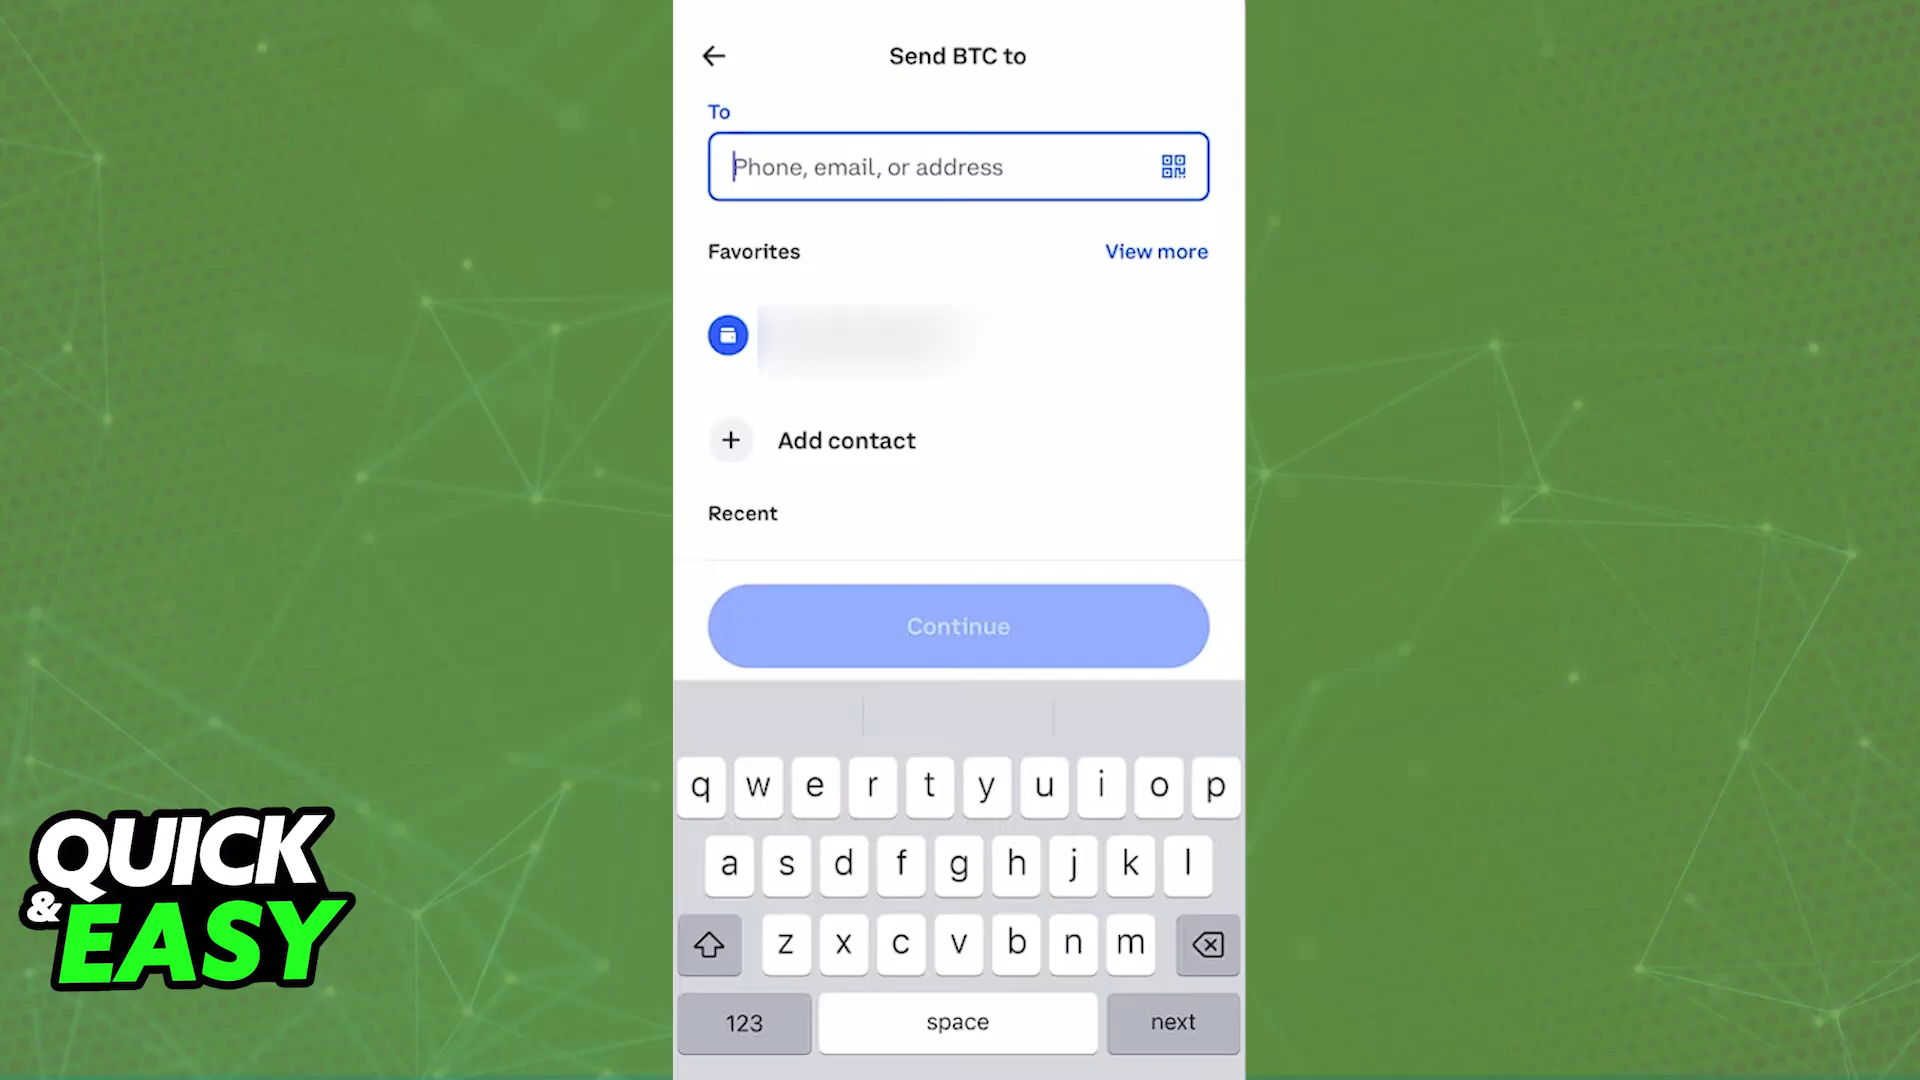 Send BTC to
To
Phone, email, or address
Favorites
View more
Add contact
Recent
Continue
q w e r t y u i o p
a s d f g h j k l
z x c v b n m
123 space next
QUICK
& EASY